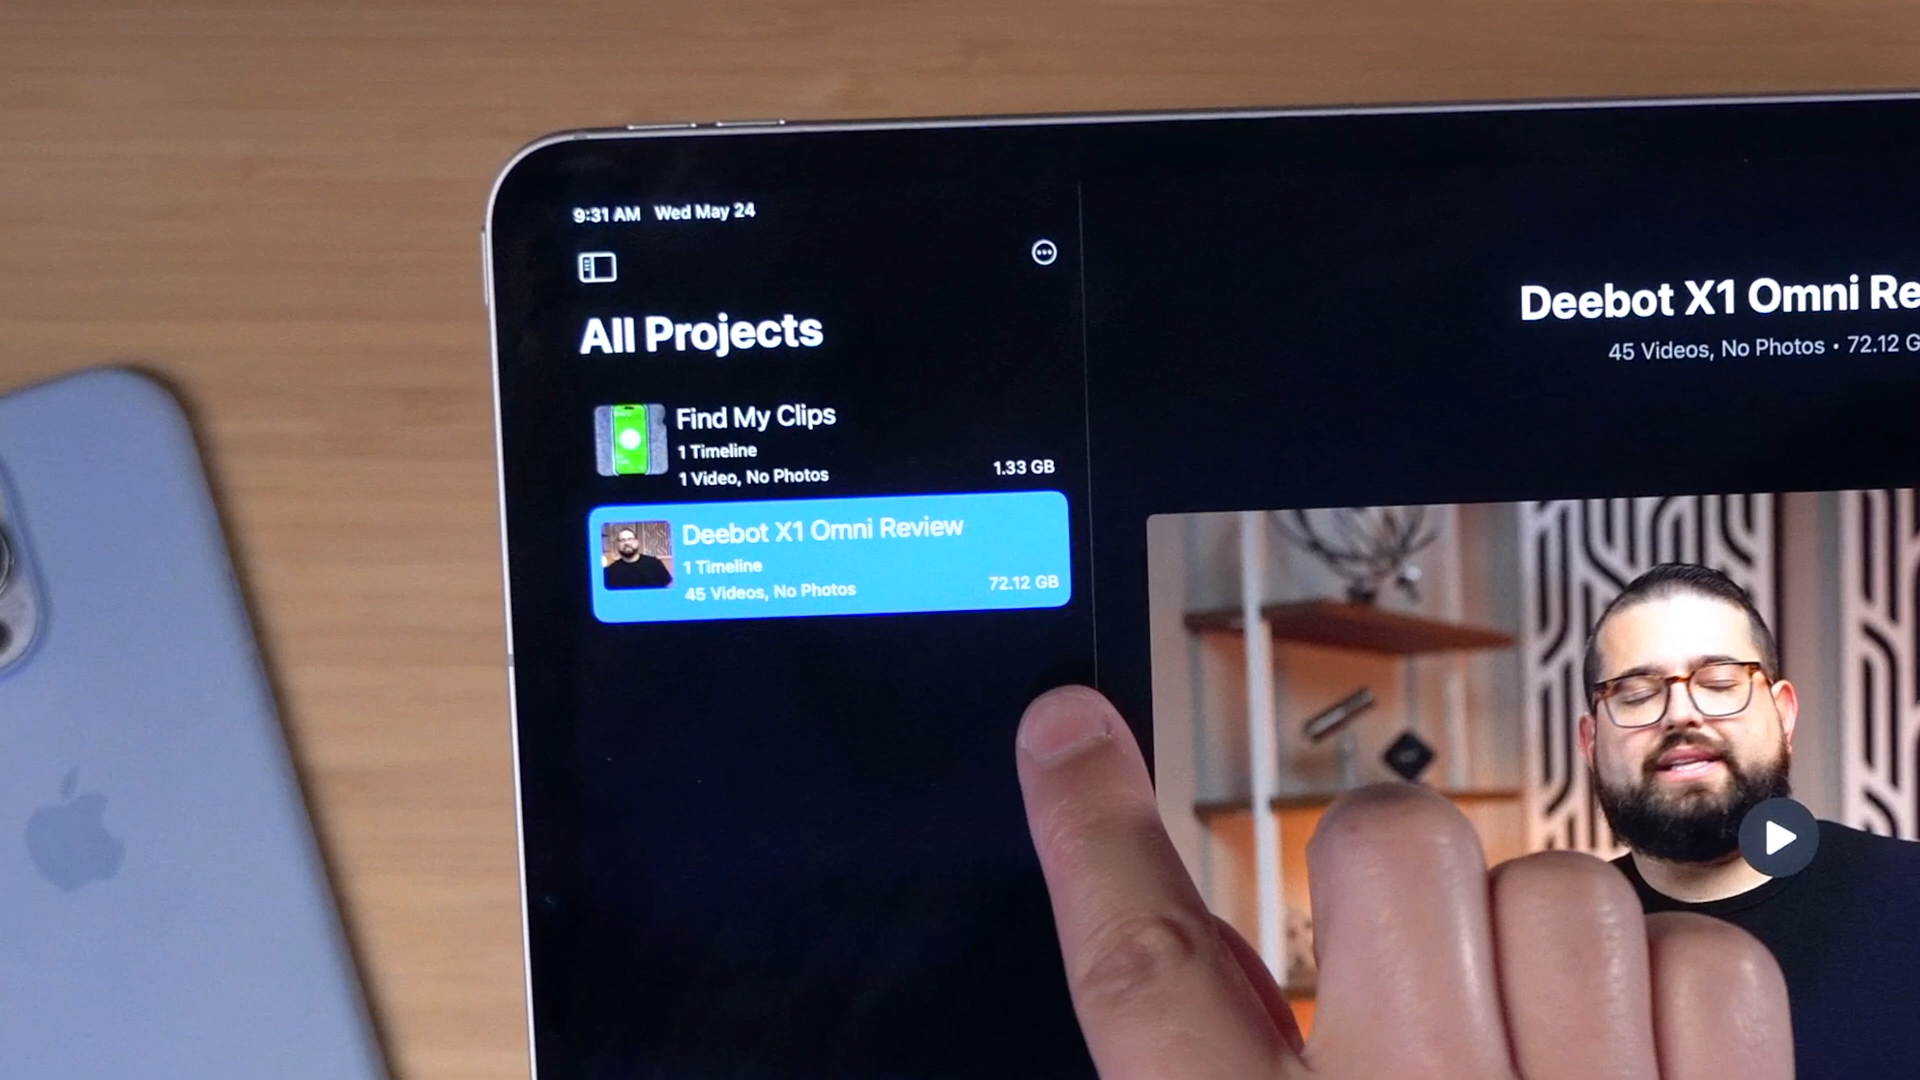 9:31 AM Wed May 24
All Projects
Find My Clips
1 Timeline
1 Video, No Photos
1.33 GB
Deebot X1 Omni Review
1 Timeline
45 Videos, No Photos
72.12 GB
Deebot X1 Omni Re
45 Videos, No Photos • 72.12 G